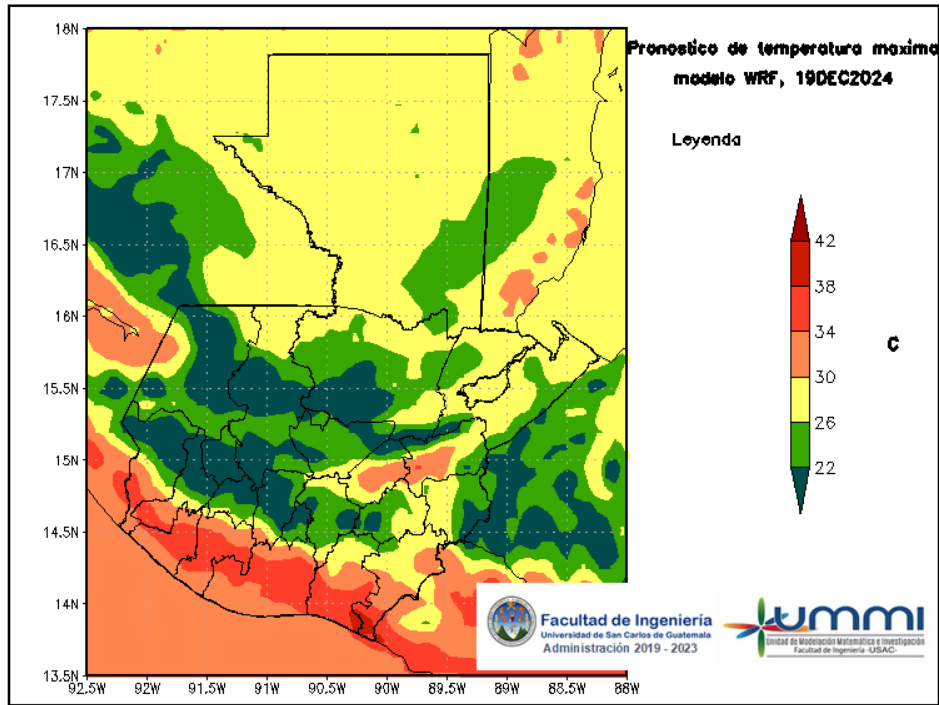 Pronostico de temperatura maxima
modelo WRF, 19DEC2024
Leyenda
42
38
34
30
26
22
C
18N
17.5N
17N
16.5N
16N
15.5N
15N
14.5N
14N
13.5N
92.5W
92W
91.5W
91W
90.5W
90W
89.5W
89W
88.5W
88W
Facultad de Ingeniería
Universidad de San Carlos de Guatemala
Administración 2019 - 2023
UMMI
Unidad de Modelación Matemática e Investigación
Facultad de Ingeniería -USAC-